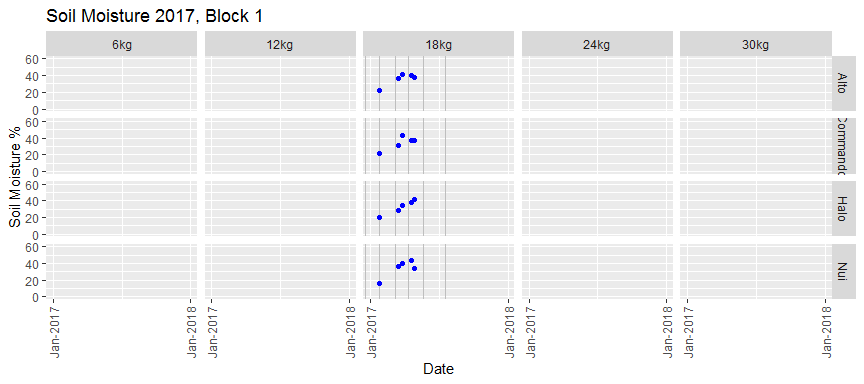 Soil Moisture 2017, Block 1
6kg 12kg 18kg 24kg 30kg
Soil Moisture %
60
40
20
0
Alto
60
40
20
0
Commando
60
40
20
0
Halo
60
40
20
0
Nui
Jan-2017 Jan-2018 Jan-2017 Jan-2018 Jan-2017 Jan-2018 Jan-2017 Jan-2018 Jan-2017 Jan-2018
Date